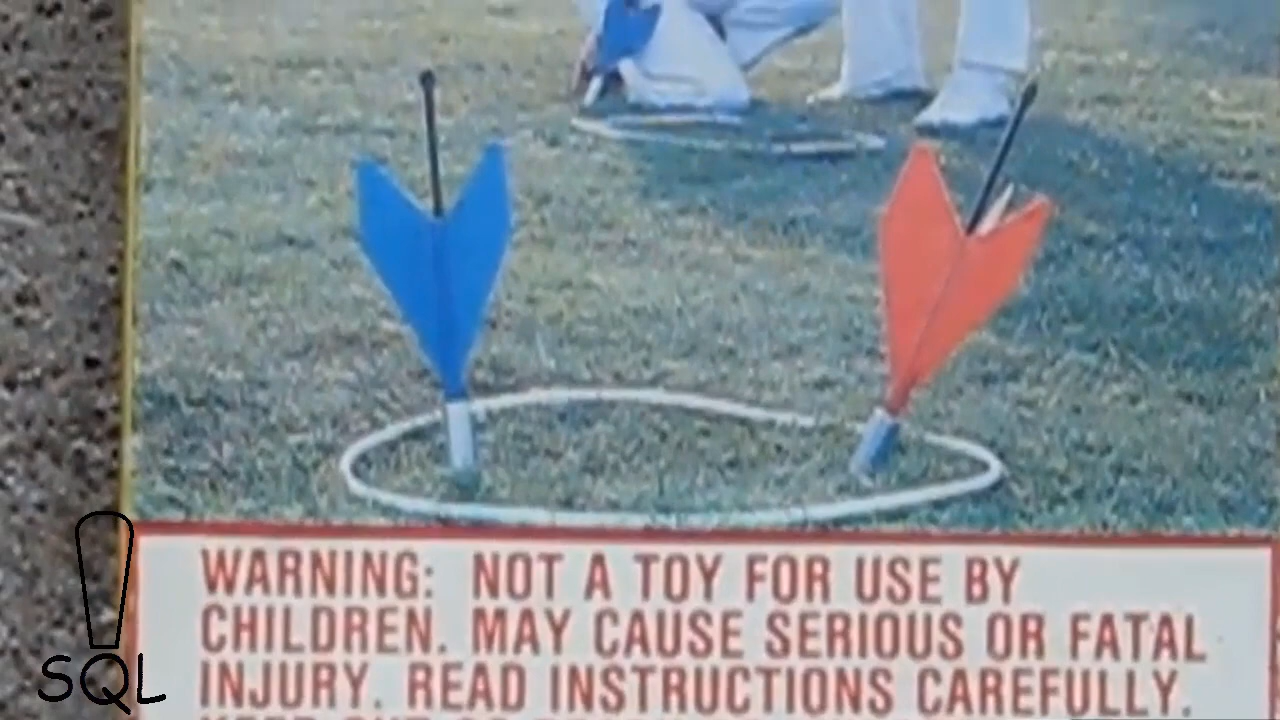 WARNING: NOT A TOY FOR USE BY
CHILDREN. MAY CAUSE SERIOUS OR FATAL
INJURY. READ INSTRUCTIONS CAREFULLY.
SQL